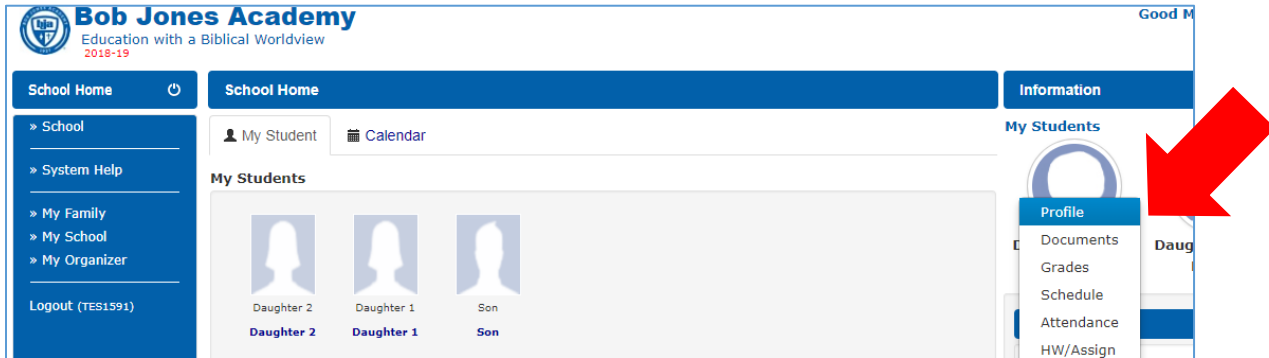 bja
Bob Jones Academy
Education with a Biblical Worldview
2018-19
Good M
School Home
» School
» System Help
» My Family
» My School
» My Organizer
Logout (TES1591)
School Home
My Student
Calendar
My Students
Daughter 2
Daughter 1
Son
Daughter 2
Daughter 1
Son
Information
My Students
Profile
Documents
Grades
Schedule
Attendance
HW/Assign
D
Daug